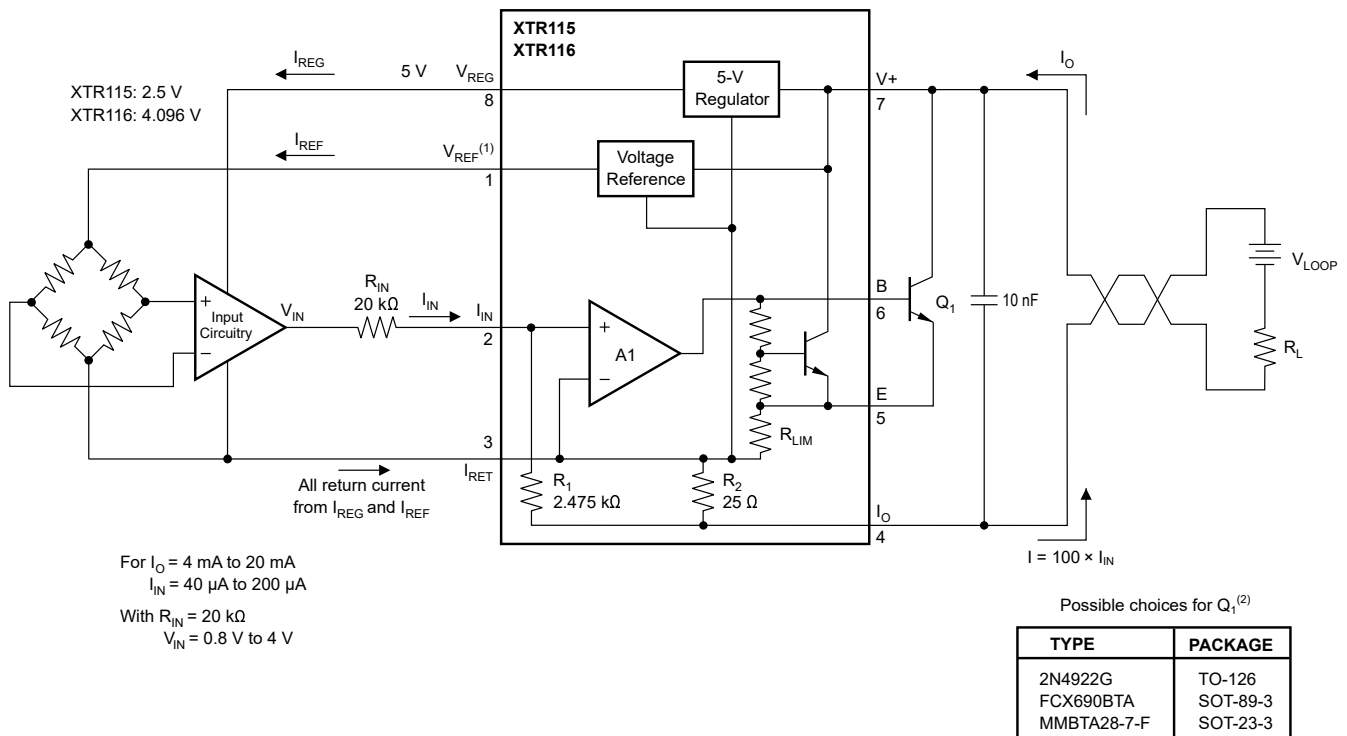 XTR115
XTR116
I_REG
5 V
V_REG
8
5-V
Regulator
V+
7
I_O
XTR115: 2.5 V
XTR116: 4.096 V
I_REF
V_REF(1)
1
Voltage
Reference
V_LOOP
R_IN
20 kΩ
I_IN
I_IN
2
+
Input
Circuitry
–
V_IN
+
A1
–
B
6
Q1
10 nF
R_L
E
5
R_LIM
3
I_RET
All return current
from I_REG and I_REF
R1
2.475 kΩ
R2
25 Ω
I_O
4
I = 100 × I_IN
For I_O = 4 mA to 20 mA
I_IN = 40 µA to 200 µA
With R_IN = 20 kΩ
V_IN = 0.8 V to 4 V
Possible choices for Q1(2)
TYPE PACKAGE
2N4922G TO-126
FCX690BTA SOT-89-3
MMBTA28-7-F SOT-23-3